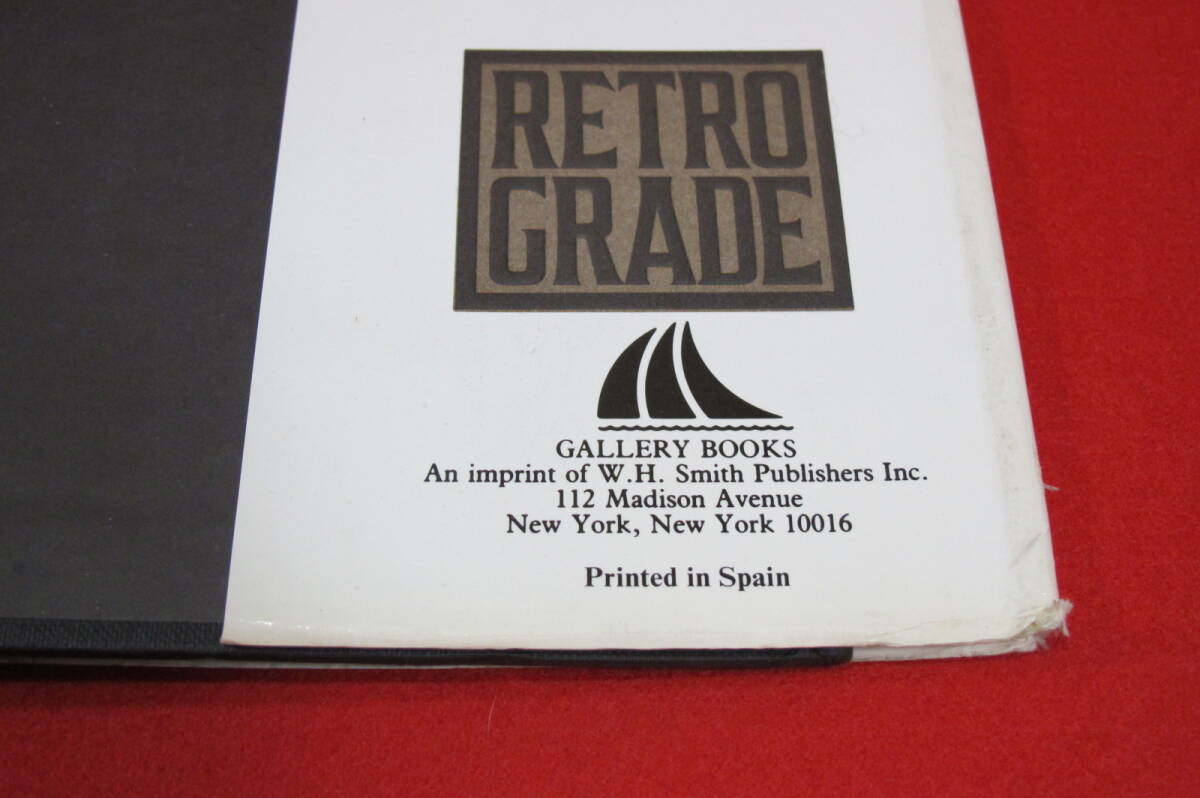 RETRO
GRADE
GALLERY BOOKS
An imprint of W.H. Smith Publishers Inc.
112 Madison Avenue
New York, New York 10016
Printed in Spain